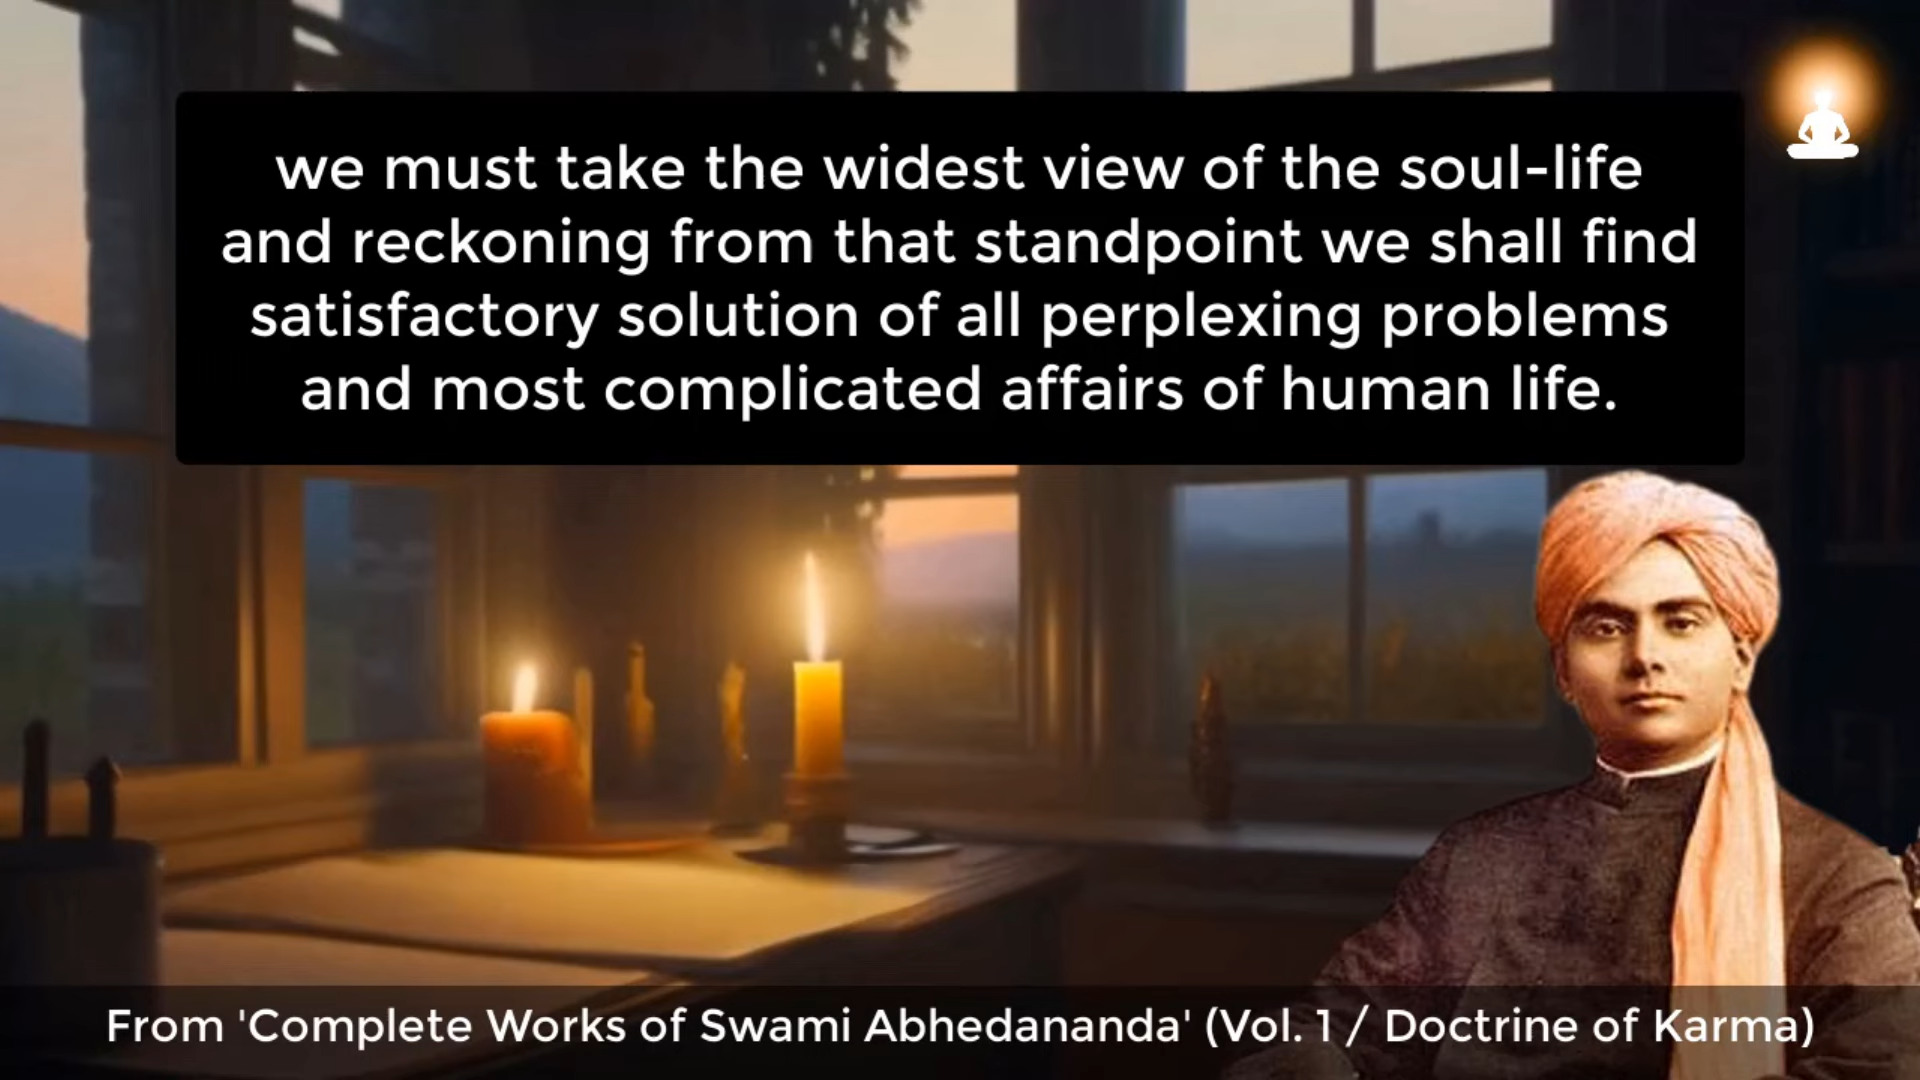 we must take the widest view of the soul-life
and reckoning from that standpoint we shall find
satisfactory solution of all perplexing problems
and most complicated affairs of human life.
From 'Complete Works of Swami Abhedananda' (Vol. 1 / Doctrine of Karma)